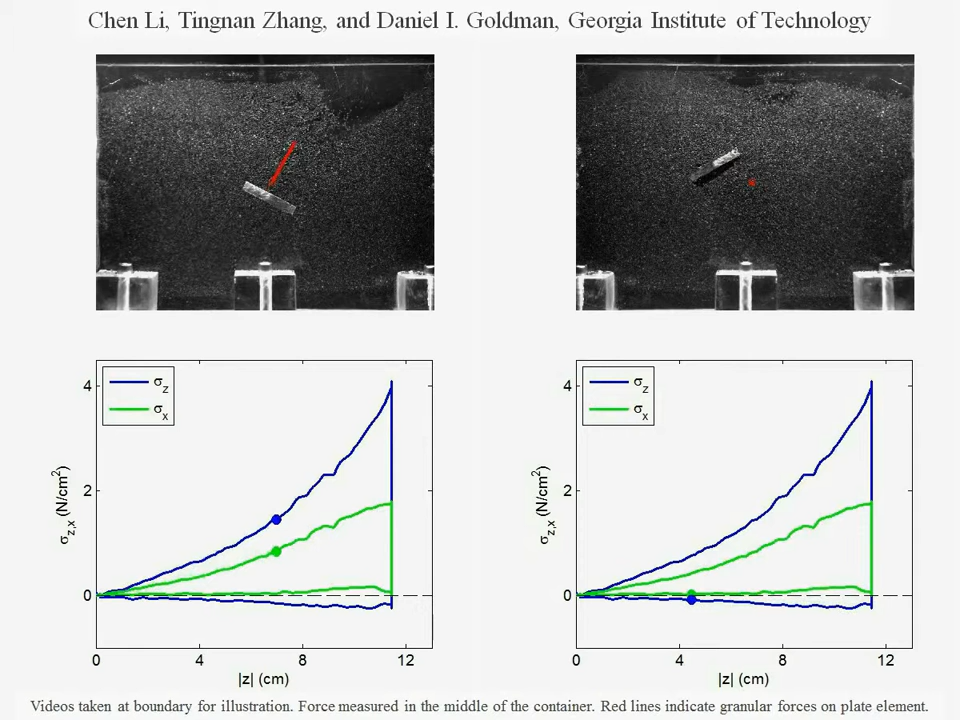 Chen Li, Tingnan Zhang, and Daniel I. Goldman, Georgia Institute of Technology
σz
σx
4
2
0
σz,x (N/cm²)
0 4 8 12
|z| (cm)
σz
σx
4
2
0
σz,x (N/cm²)
0 4 8 12
|z| (cm)
Videos taken at boundary for illustration. Force measured in the middle of the container. Red lines indicate granular forces on plate element.